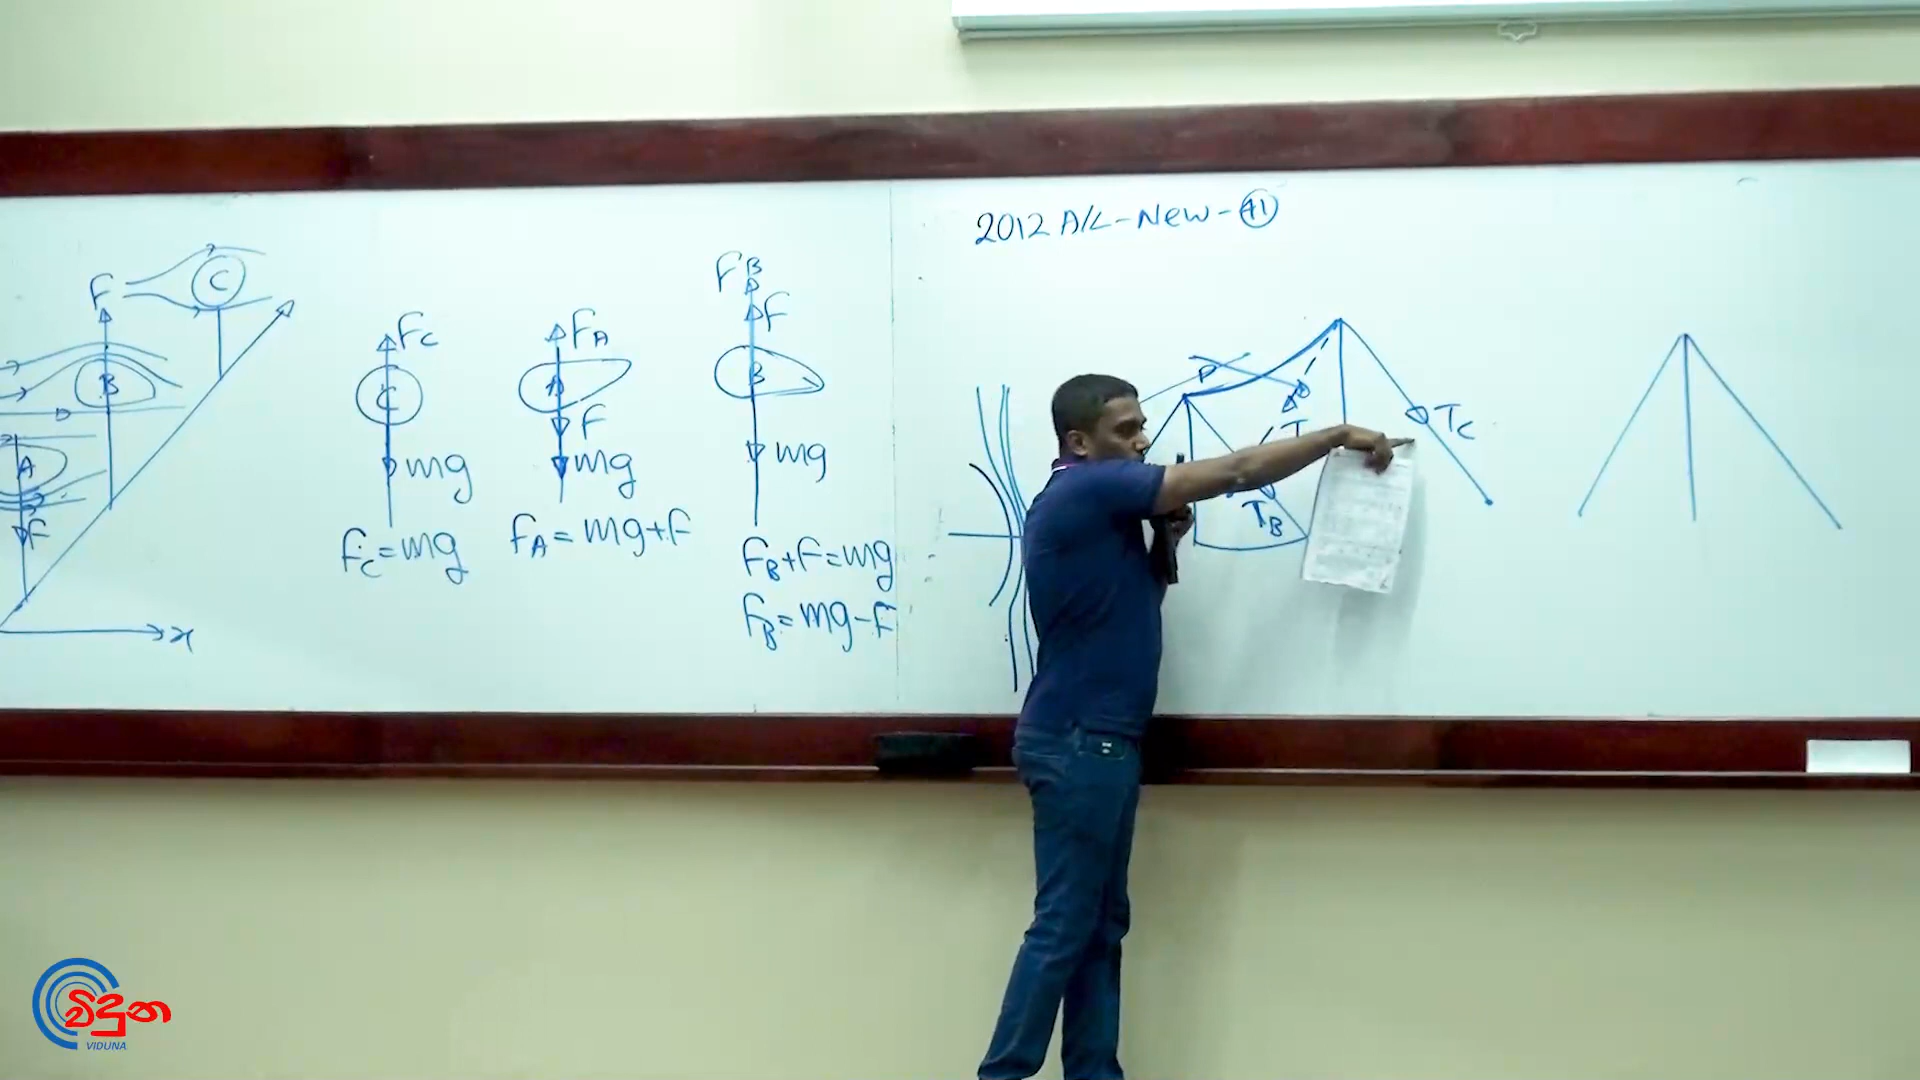 2012 A/L-New-41
F
C
B
A
F
x
Fc
C
mg
Fc=mg
FA
A
F
mg
FA=mg+F
FB
F
B
mg
FB+F=mg
FB=mg-F
P
T
TB
TC
විදුන
VIDUNA